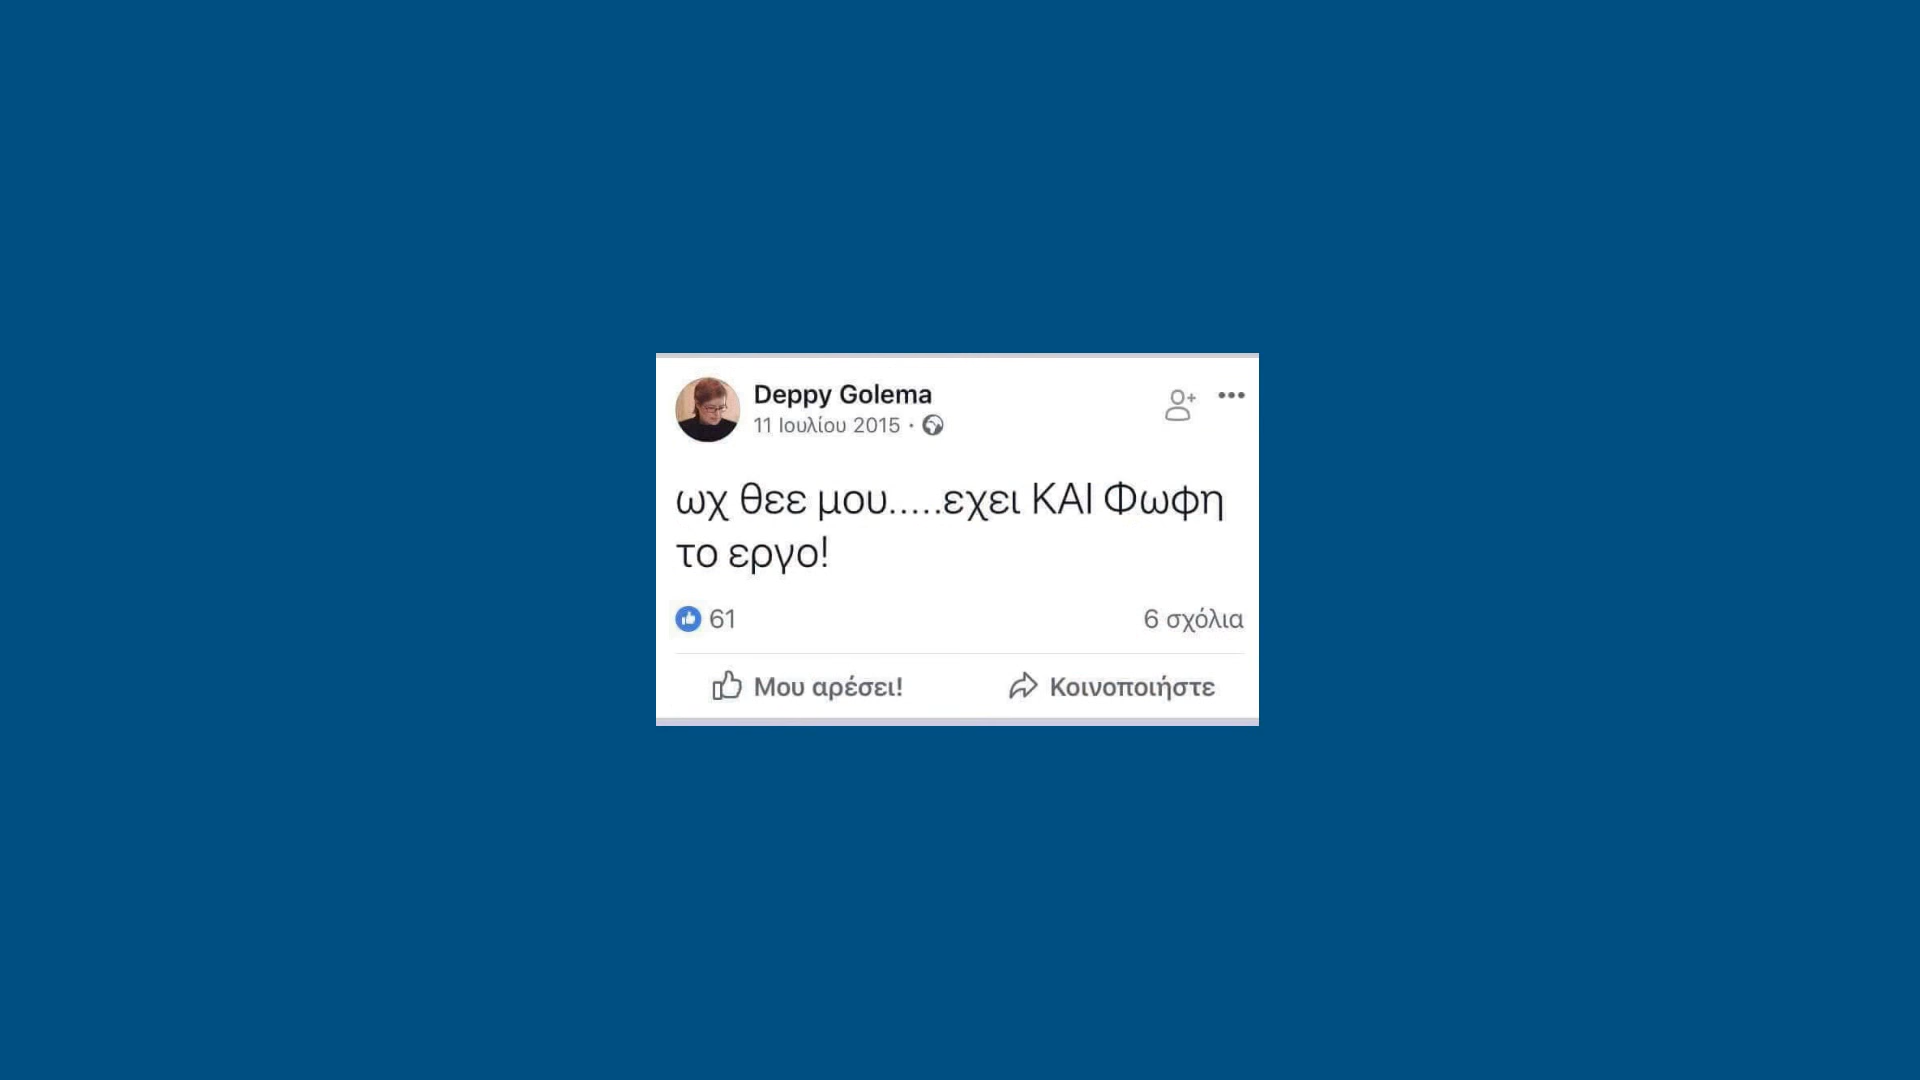 Deppy Golema
11 Ιουλίου 2015 ·
ωχ θεε μου.....εχει ΚΑΙ Φωφη
το εργο!
61
6 σχόλια
Μου αρέσει!
Κοινοποιήστε